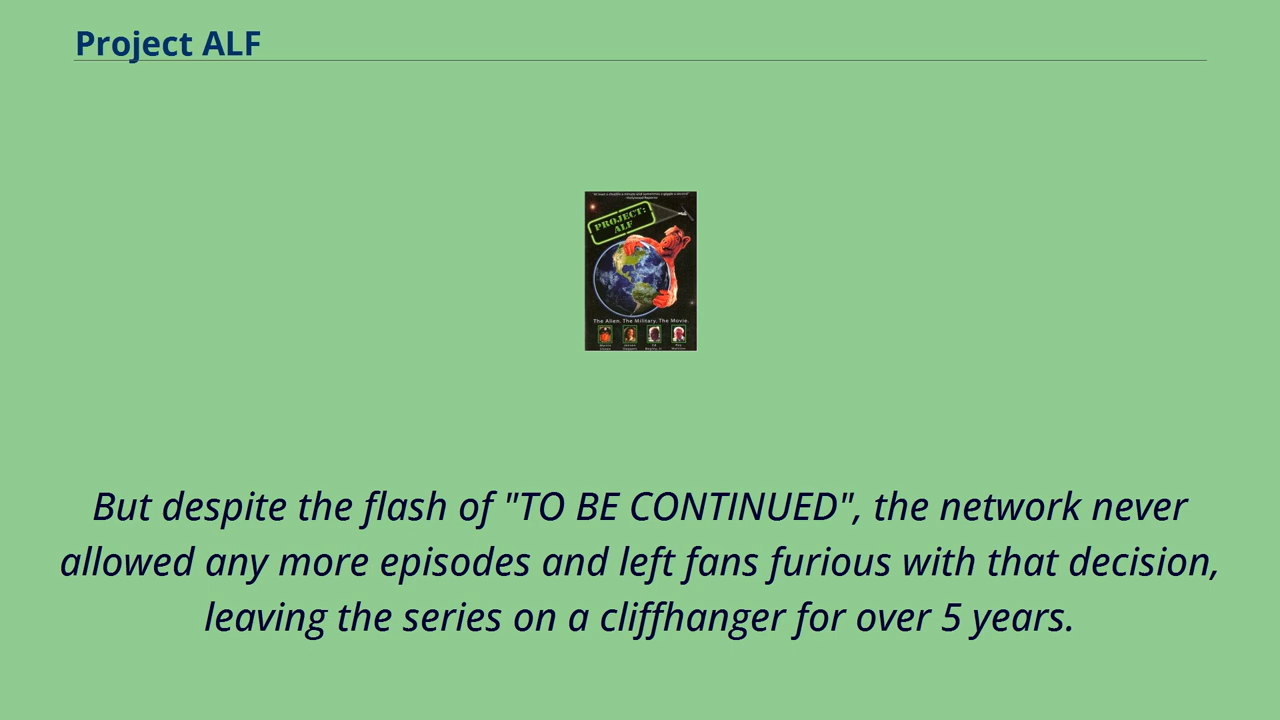 Project ALF
PROJECT:
ALF
The Alien. The Military. The Movie.
But despite the flash of "TO BE CONTINUED", the network never
allowed any more episodes and left fans furious with that decision,
leaving the series on a cliffhanger for over 5 years.